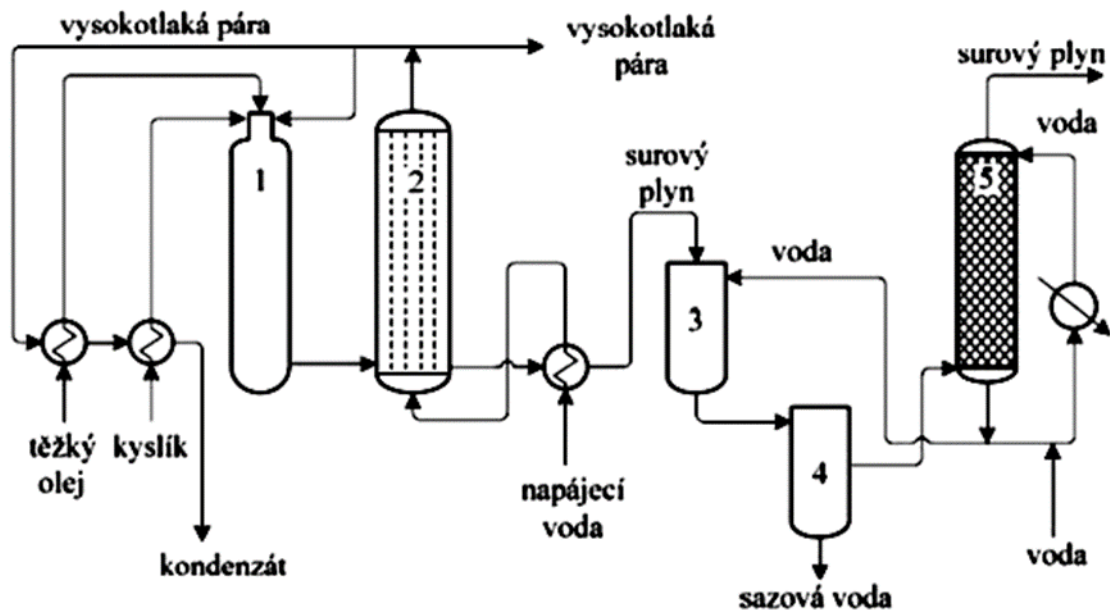 vysokotlaká pára
vysokotlaká
pára
surový plyn
voda
1
2
surový
plyn
5
voda
3
těžký
olej
kyslík
napájecí
voda
4
kondenzát
sazová voda
voda